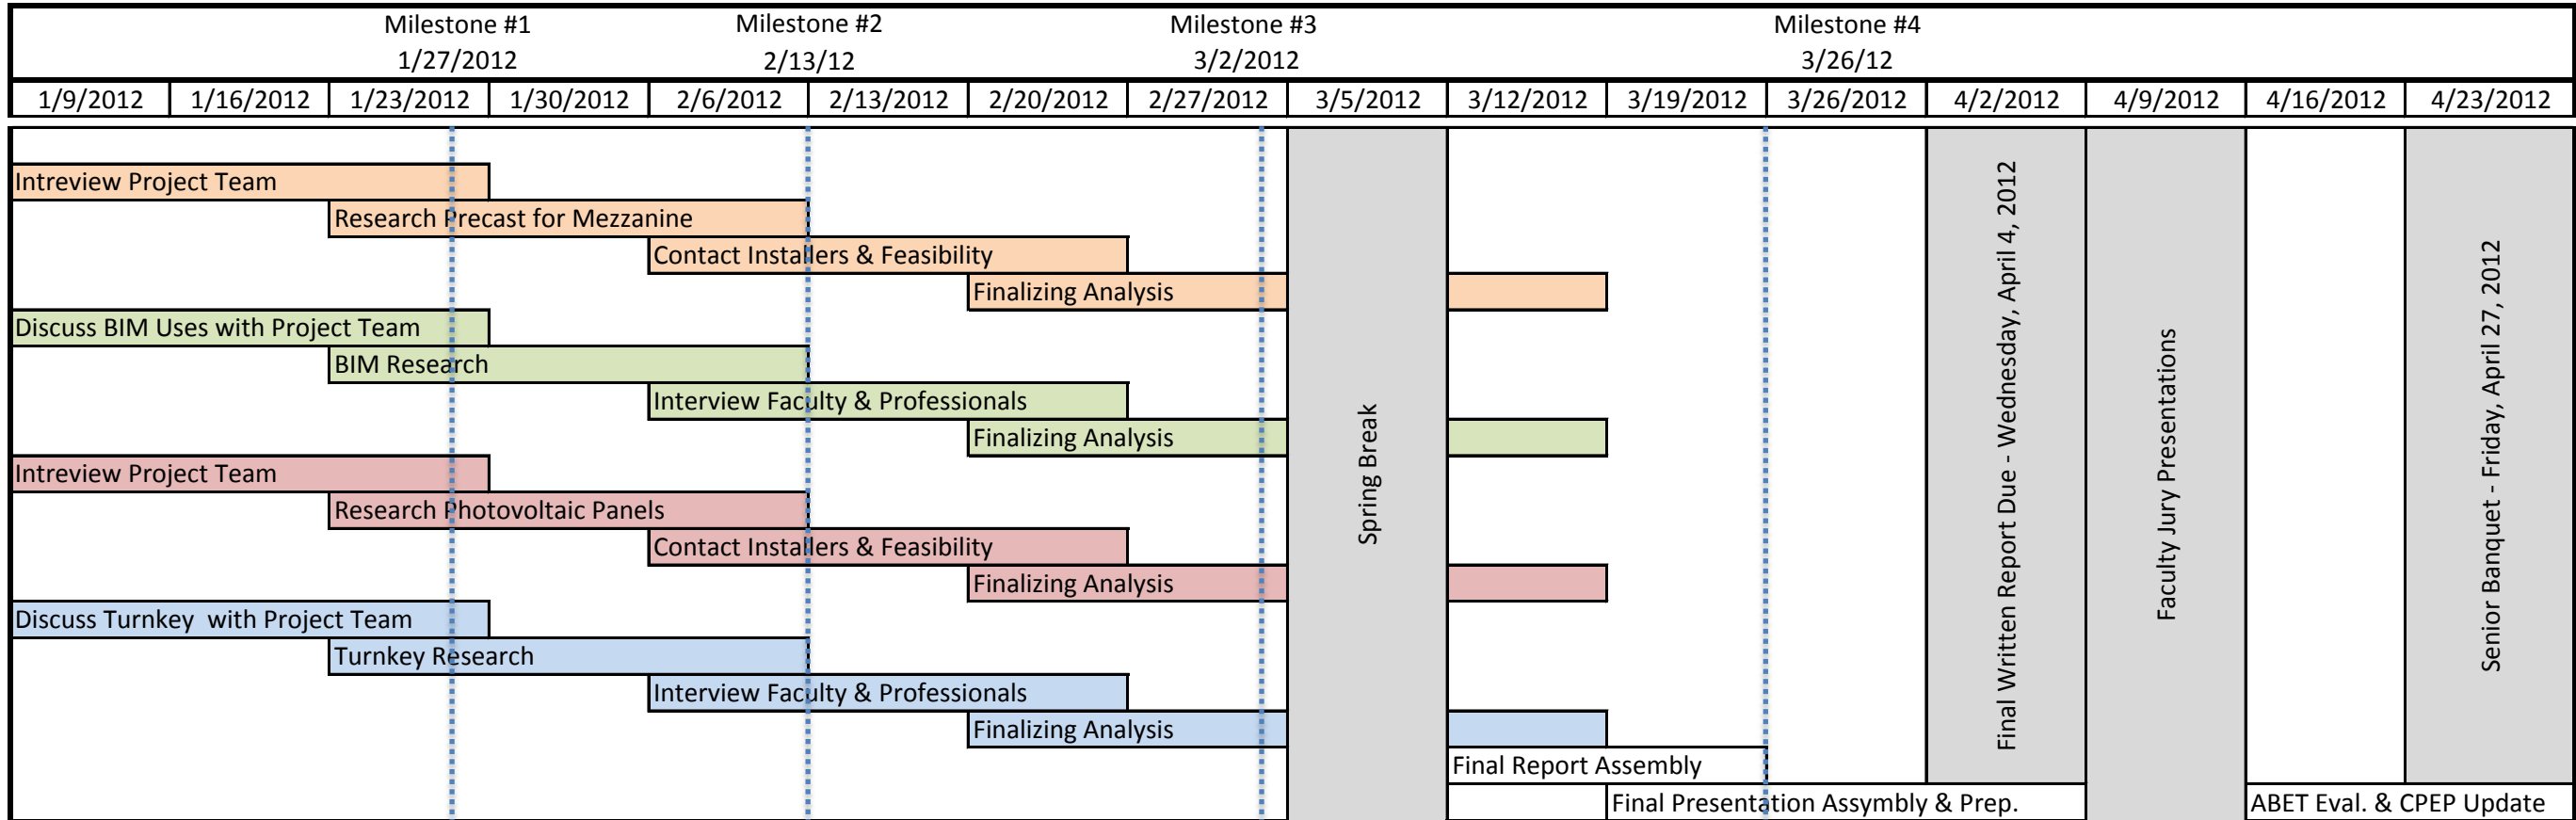 Milestone #1 Milestone #2 Milestone #3 Milestone #4
1/27/2012 2/13/12 3/2/2012 3/26/12
1/9/2012 1/16/2012 1/23/2012 1/30/2012 2/6/2012 2/13/2012 2/20/2012 2/27/2012 3/5/2012 3/12/2012 3/19/2012 3/26/2012 4/2/2012 4/9/2012 4/16/2012 4/23/2012
Intreview Project Team
Research Precast for Mezzanine
Contact Installers & Feasibility
Finalizing Analysis
Discuss BIM Uses with Project Team
BIM Research
Interview Faculty & Professionals
Finalizing Analysis
Intreview Project Team
Research Photovoltaic Panels
Contact Installers & Feasibility
Finalizing Analysis
Discuss Turnkey  with Project Team
Turnkey Research
Interview Faculty & Professionals
Finalizing Analysis
Final Report Assembly
Final Presentation Assymbly & Prep.
ABET Eval. & CPEP Update
Spring Break
Final Written Report Due - Wednesday, April 4, 2012
Faculty Jury Presentations
Senior Banquet - Friday, April 27, 2012